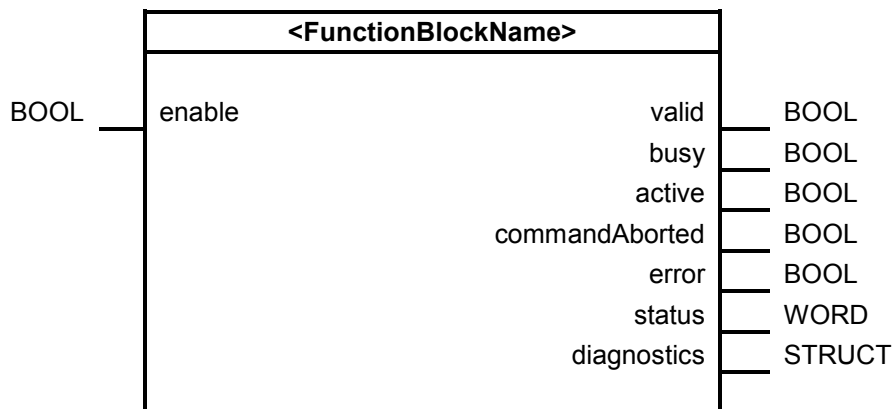 <FunctionBlockName>
BOOL enable valid BOOL
busy BOOL
active BOOL
commandAborted BOOL
error BOOL
status WORD
diagnostics STRUCT